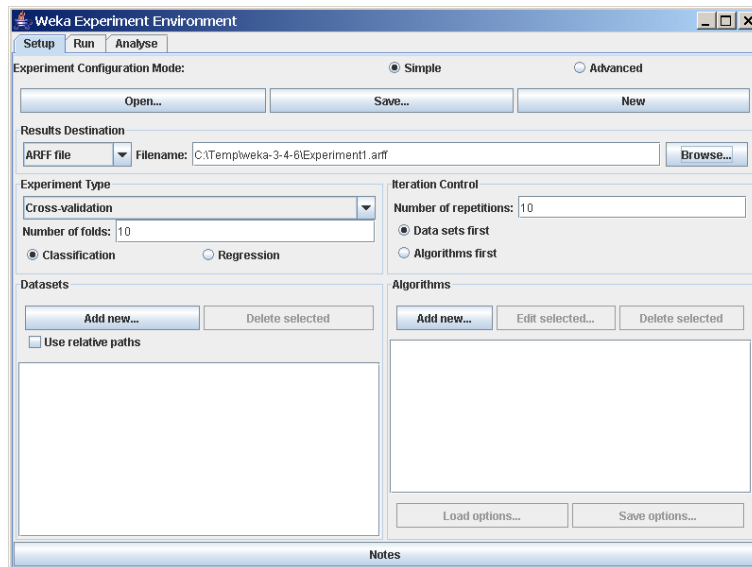 Weka Experiment Environment
Setup Run Analyse
Experiment Configuration Mode: Simple Advanced
Open... Save... New
Results Destination
ARFF file Filename: C:\Temp\weka-3-4-6\Experiment1.arff Browse...
Experiment Type
Cross-validation
Number of folds: 10
Classification Regression
Iteration Control
Number of repetitions: 10
Data sets first
Algorithms first
Datasets
Add new... Delete selected
Use relative paths
Algorithms
Add new... Edit selected... Delete selected
Load options... Save options...
Notes